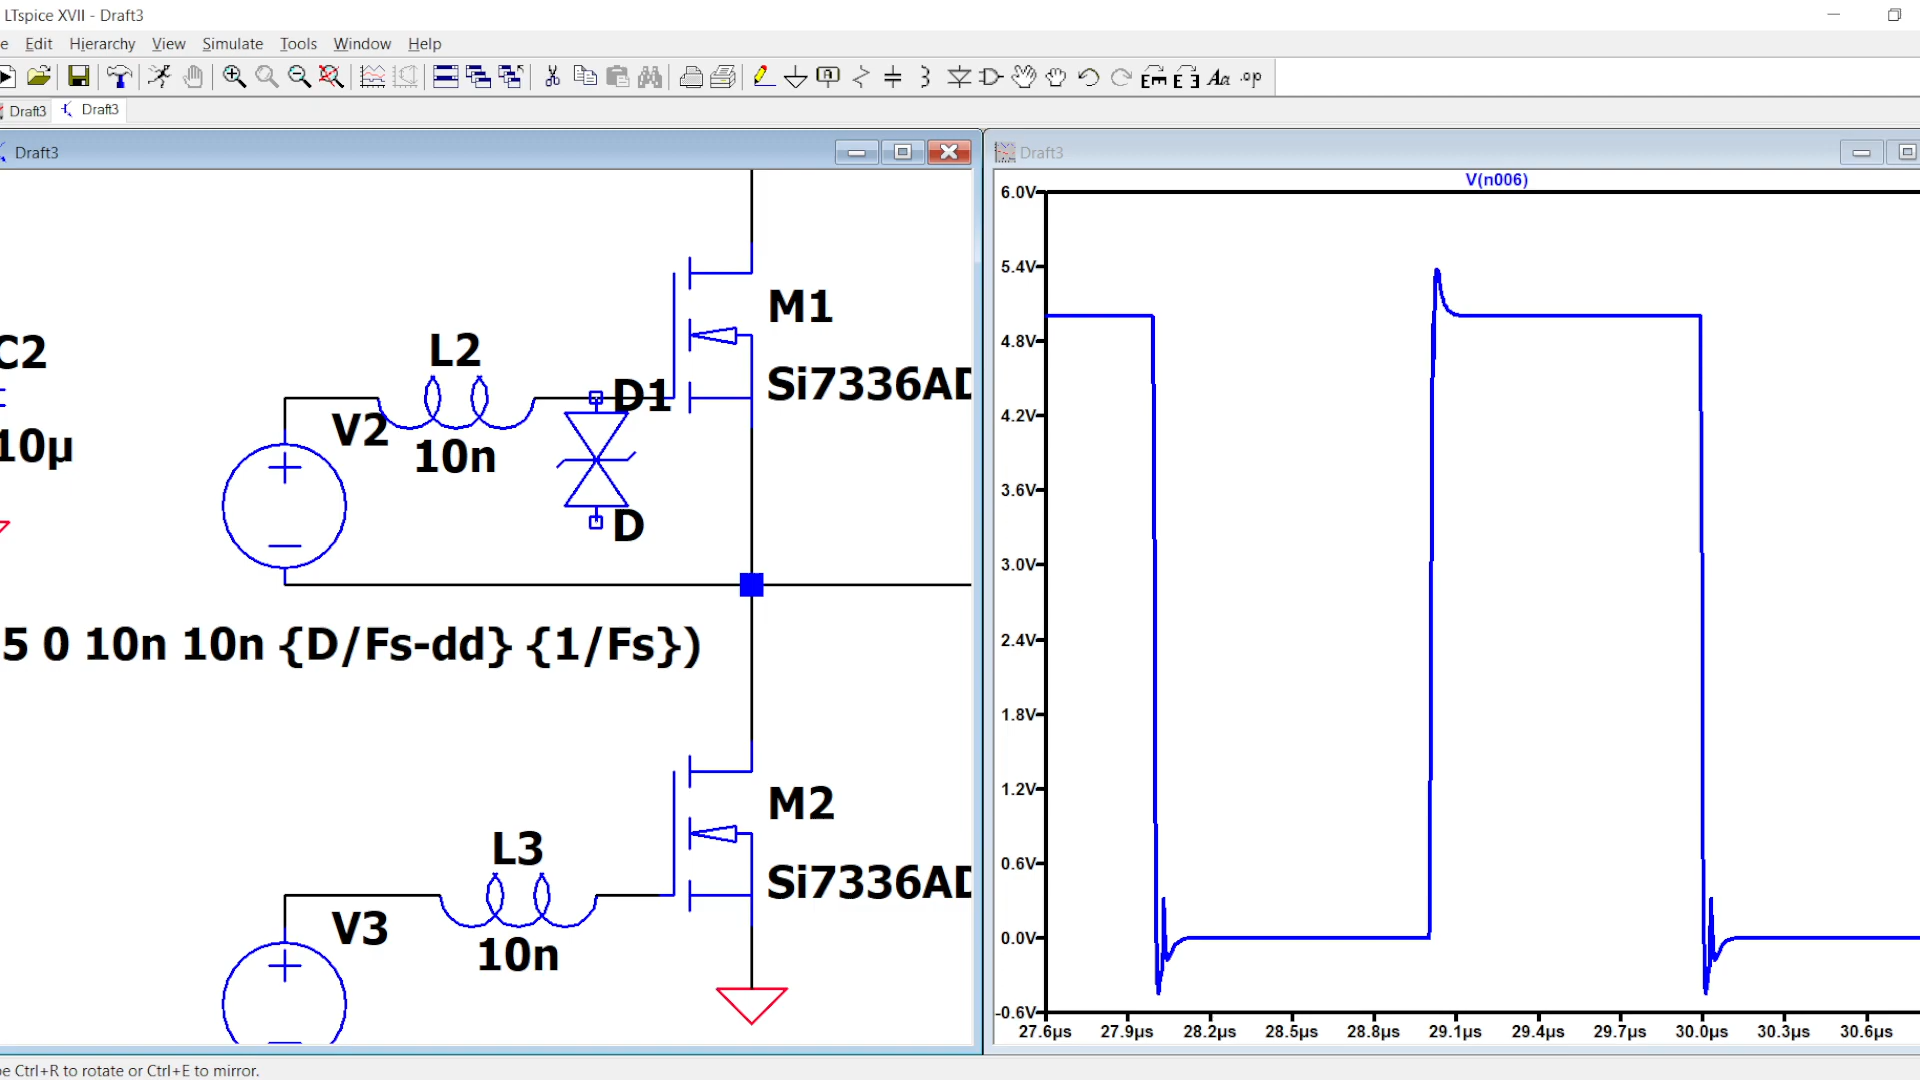 LTspice XVII - Draft3
e Edit Hierarchy View Simulate Tools Window Help
Draft3 Draft3
Draft3
C2
10µ
V2
L2
10n
D1
D
M1
Si7336AD
5 0 10n 10n {D/Fs-dd} {1/Fs})
M2
Si7336AD
L3
10n
V3
Draft3
V(n006)
6.0V
5.4V
4.8V
4.2V
3.6V
3.0V
2.4V
1.8V
1.2V
0.6V
0.0V
-0.6V
27.6µs 27.9µs 28.2µs 28.5µs 28.8µs 29.1µs 29.4µs 29.7µs 30.0µs 30.3µs 30.6µs
pe Ctrl+R to rotate or Ctrl+E to mirror.